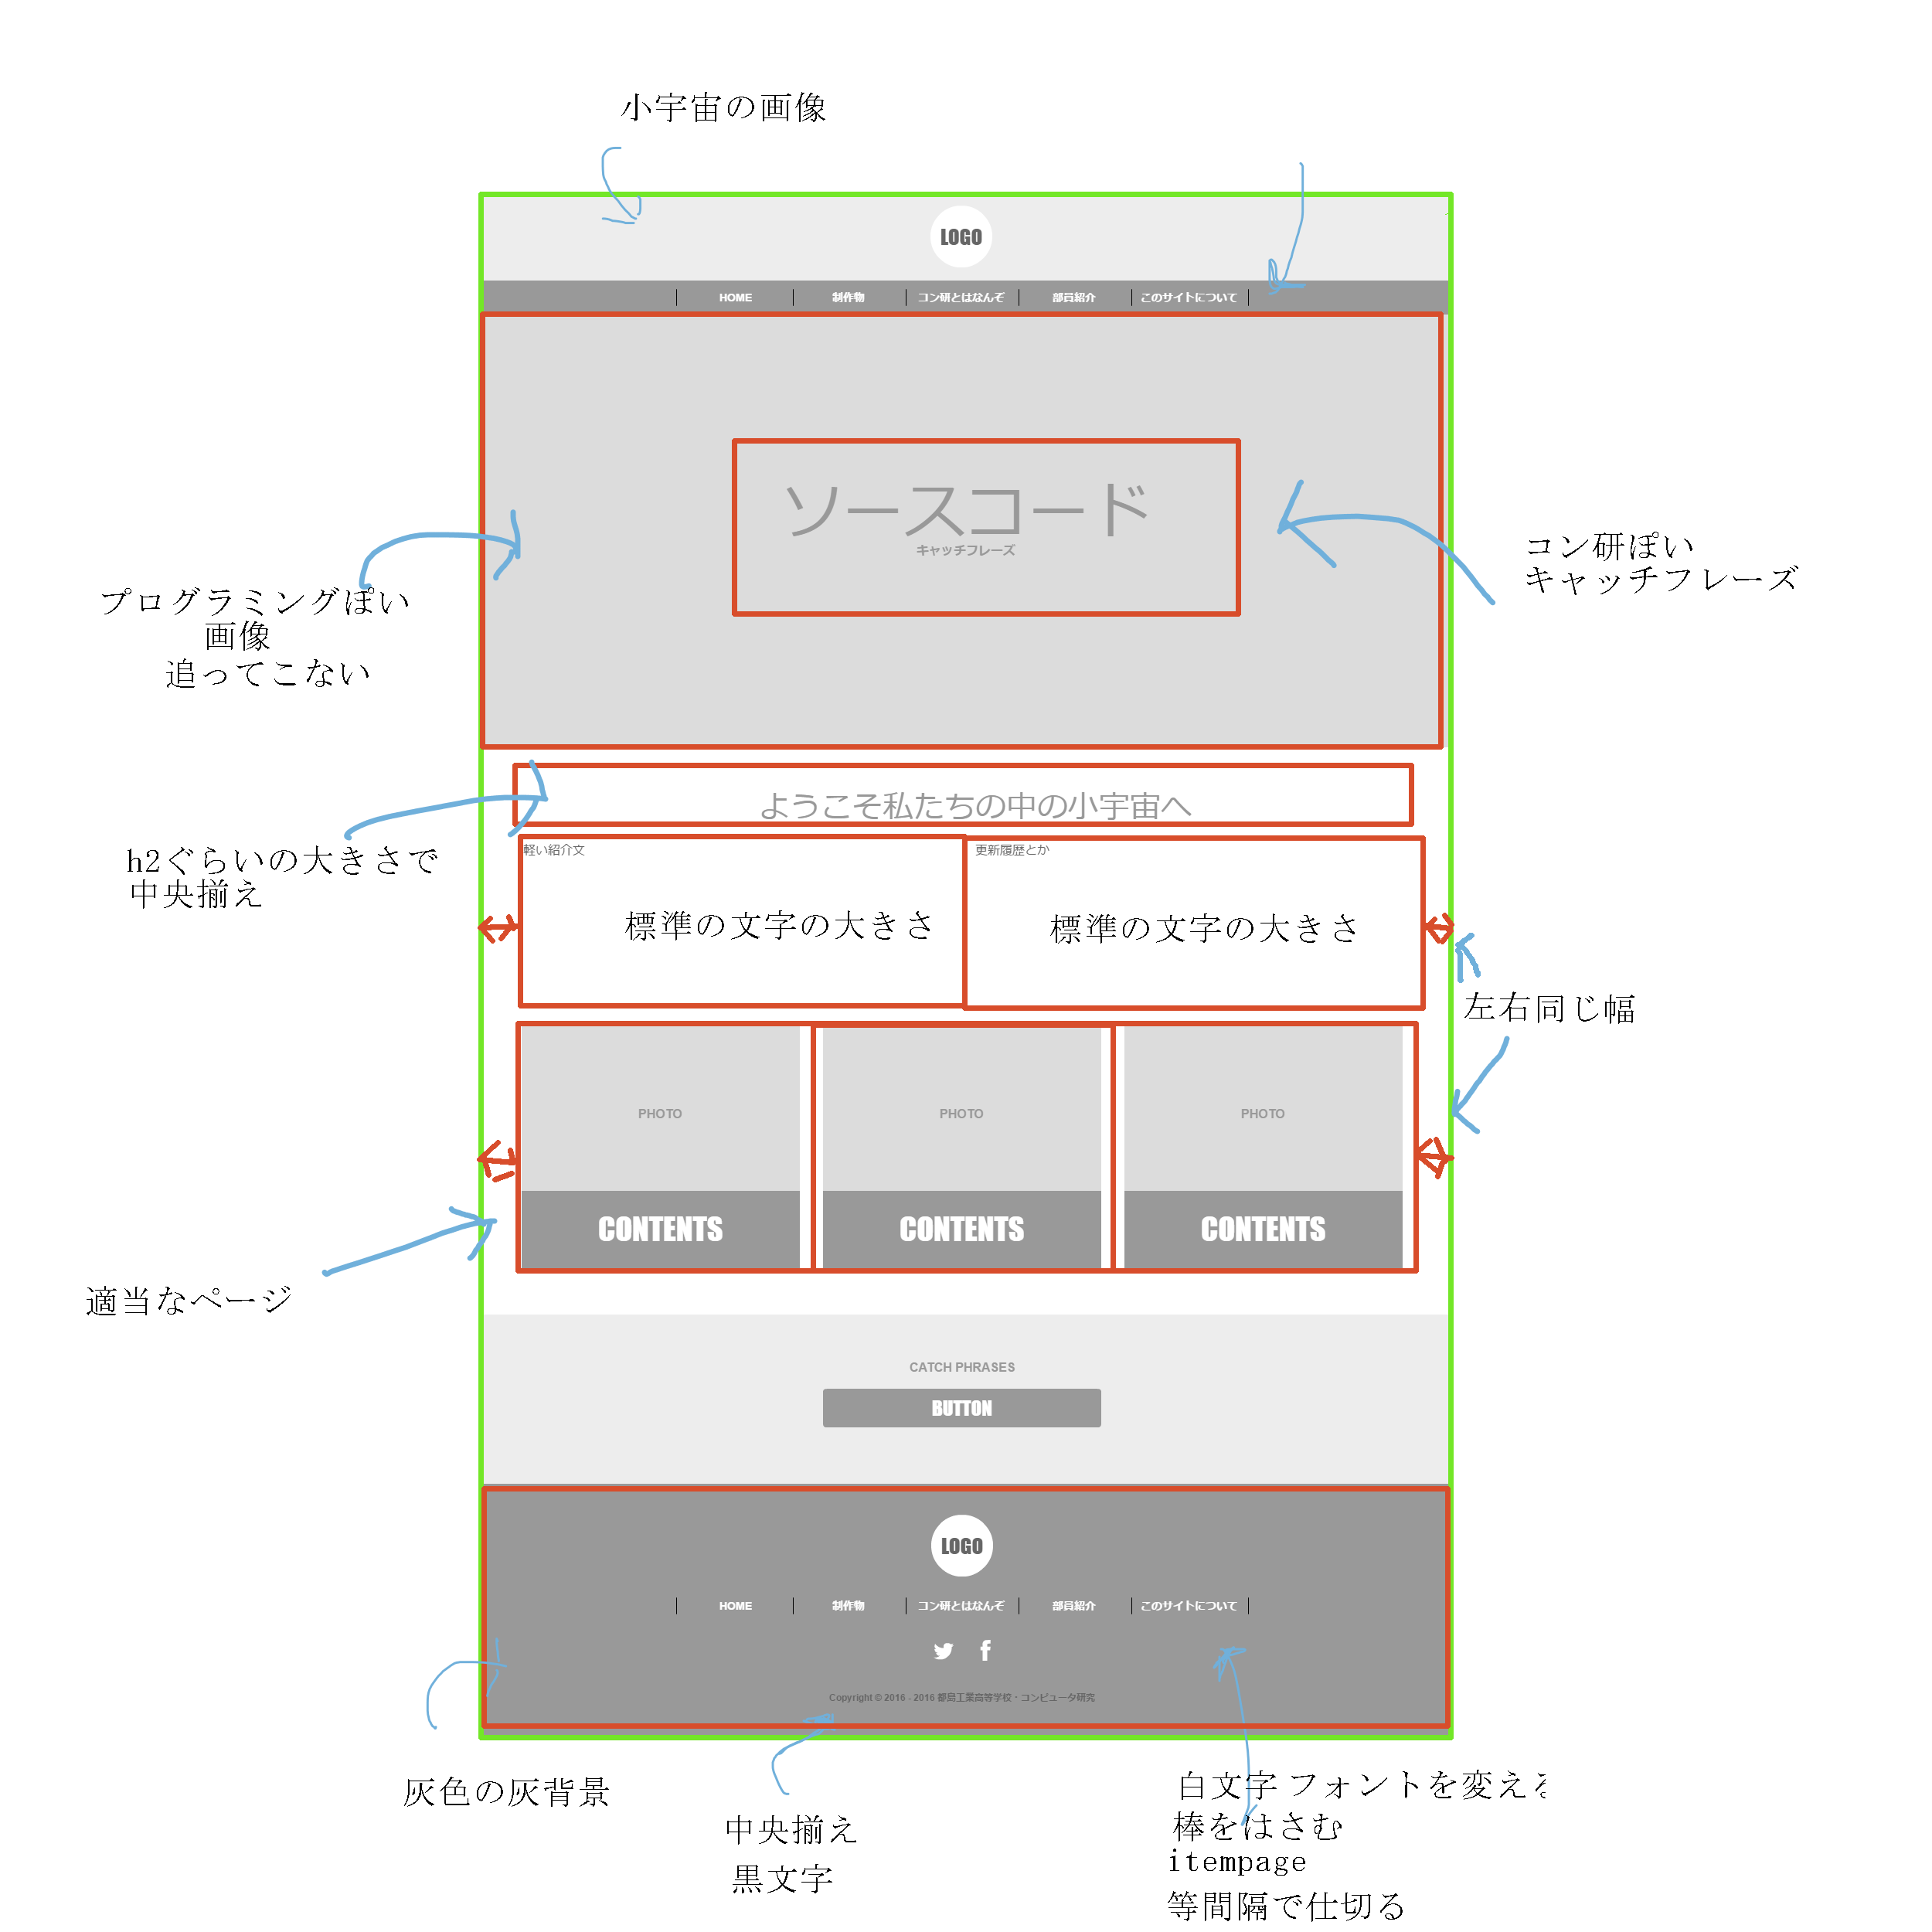 小宇宙の画像
LOGO
HOME
制作物
コン研とはなんぞ
部員紹介
このサイトについて
ソースコード
キャッチフレーズ
コン研ぽい
キャッチフレーズ
プログラミングぽい
画像
追ってこない
ようこそ私たちの中の小宇宙へ
h2ぐらいの大きさで
中央揃え
軽い紹介文
更新履歴とか
標準の文字の大きさ
標準の文字の大きさ
左右同じ幅
PHOTO
PHOTO
PHOTO
CONTENTS
CONTENTS
CONTENTS
適当なページ
CATCH PHRASES
BUTTON
LOGO
HOME
制作物
コン研とはなんぞ
部員紹介
このサイトについて
Copyright © 2016 - 2016 都島工業高等学校・コンピュータ研究
灰色の灰背景
中央揃え
黒文字
白文字 フォントを変える
棒をはさむ
itempage
等間隔で仕切る